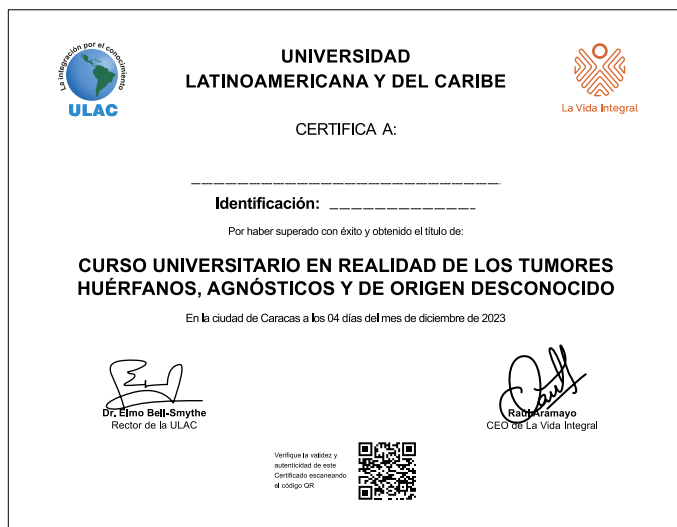 La integración por el conocimiento
ULAC
UNIVERSIDAD
LATINOAMERICANA Y DEL CARIBE
La Vida Integral
CERTIFICA A:
Identificación:
Por haber superado con éxito y obtenido el título de:
CURSO UNIVERSITARIO EN REALIDAD DE LOS TUMORES
HUÉRFANOS, AGNÓSTICOS Y DE ORIGEN DESCONOCIDO
En la ciudad de Caracas a los 04 días del mes de diciembre de 2023
Dr. Elmo Bell-Smythe
Rector de la ULAC
Raúl Aramayo
CEO de La Vida Integral
Verifique la validez y
autenticidad de este
Certificado escaneando
el código QR